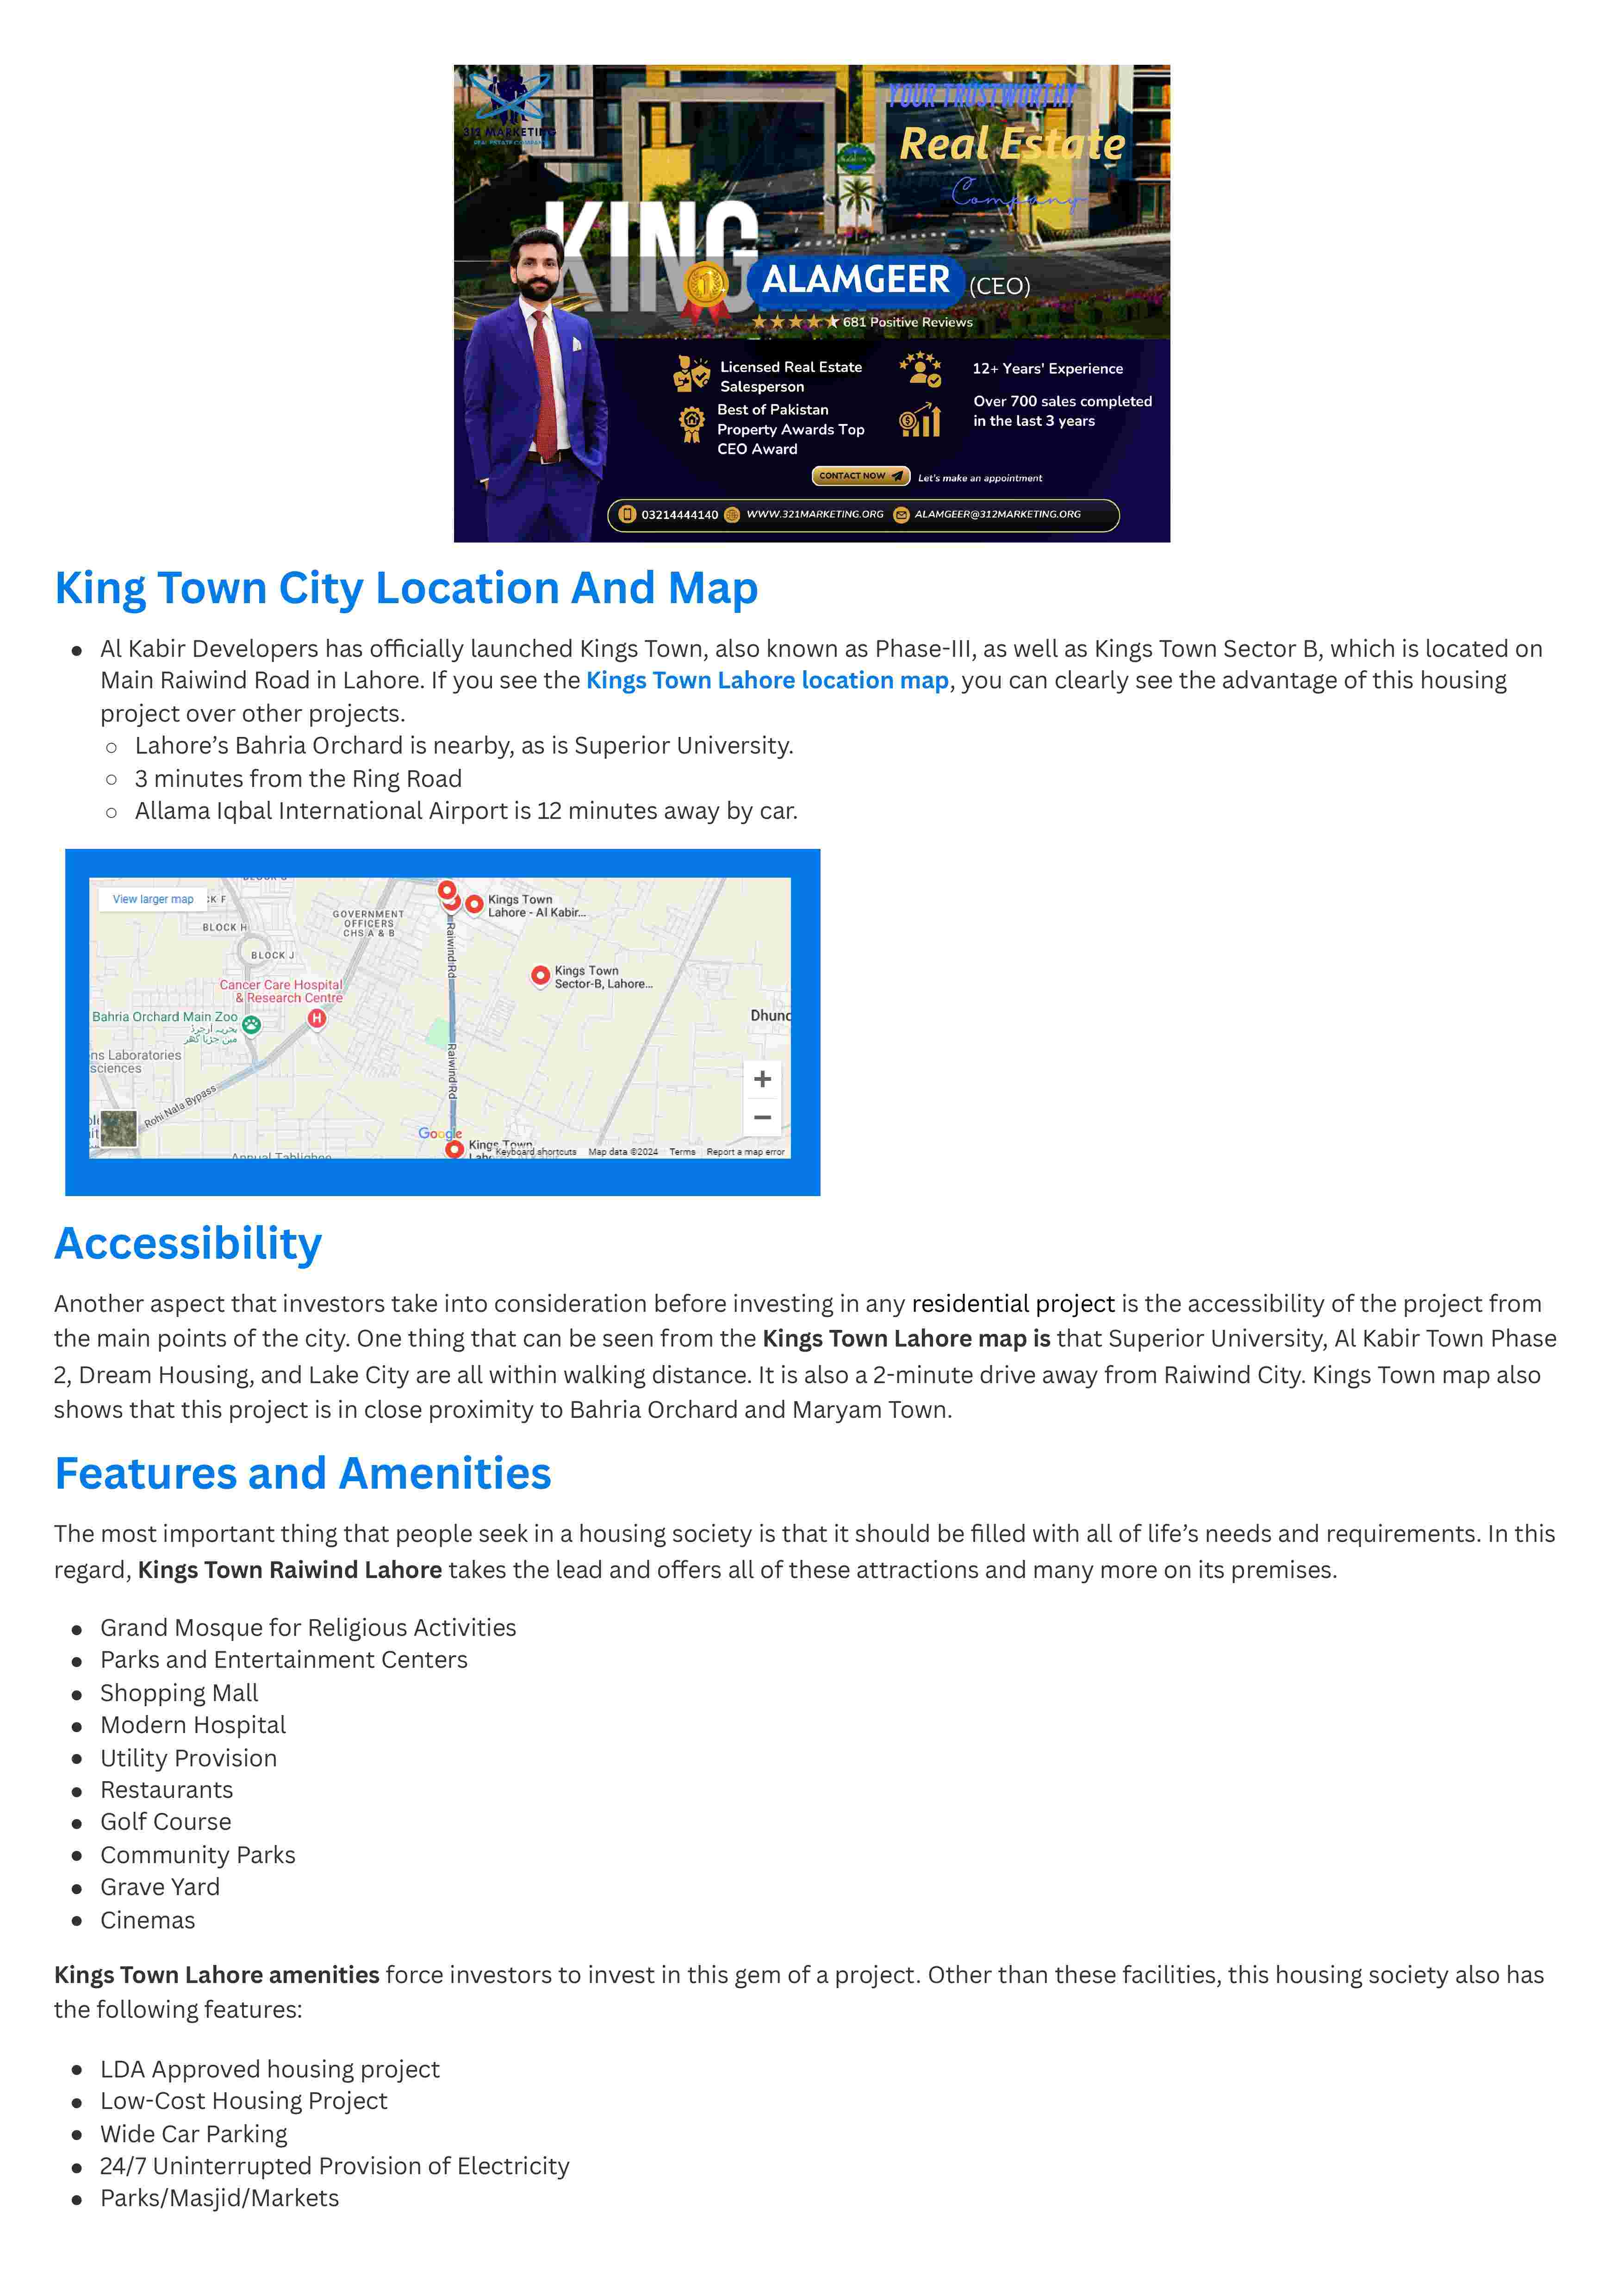 312 MARKETING
REAL ESTATE COMPANY
YOUR TRUSTWORTHY
Real Estate
Company
KING
1
ALAMGEER (CEO)
681 Positive Reviews
Licensed Real Estate
Salesperson
12+ Years' Experience
Best of Pakistan
Property Awards Top
CEO Award
Over 700 sales completed
in the last 3 years
CONTACT NOW
Let's make an appointment
03214444140 WWW.321MARKETING.ORG ALAMGEER@312MARKETING.ORG
King Town City Location And Map
● Al Kabir Developers has officially launched Kings Town, also known as Phase-III, as well as Kings Town Sector B, which is located on
Main Raiwind Road in Lahore. If you see the Kings Town Lahore location map, you can clearly see the advantage of this housing
project over other projects.
○ Lahore’s Bahria Orchard is nearby, as is Superior University.
○ 3 minutes from the Ring Road
○ Allama Iqbal International Airport is 12 minutes away by car.
View larger map
CK F
BLOCK H
BLOCK J
GOVERNMENT
OFFICERS
CHS A & B
Kings Town
Lahore - Al Kabir...
Raiwind Rd
Kings Town
Sector-B, Lahore...
Cancer Care Hospital
& Research Centre
H
Bahria Orchard Main Zoo
بحریہ آرچرڈ
مین چڑیا گھر
Dhund
ns Laboratories
sciences
Raiwind Rd
Rohi Nala Bypass
+
−
Google
Kings Town
Keyboard shortcuts Map data ©2024 Terms Report a map error
Annual Tablighee
Accessibility
Another aspect that investors take into consideration before investing in any residential project is the accessibility of the project from
the main points of the city. One thing that can be seen from the Kings Town Lahore map is that Superior University, Al Kabir Town Phase
2, Dream Housing, and Lake City are all within walking distance. It is also a 2-minute drive away from Raiwind City. Kings Town map also
shows that this project is in close proximity to Bahria Orchard and Maryam Town.
Features and Amenities
The most important thing that people seek in a housing society is that it should be filled with all of life’s needs and requirements. In this
regard, Kings Town Raiwind Lahore takes the lead and offers all of these attractions and many more on its premises.
● Grand Mosque for Religious Activities
● Parks and Entertainment Centers
● Shopping Mall
● Modern Hospital
● Utility Provision
● Restaurants
● Golf Course
● Community Parks
● Grave Yard
● Cinemas
Kings Town Lahore amenities force investors to invest in this gem of a project. Other than these facilities, this housing society also has
the following features:
● LDA Approved housing project
● Low-Cost Housing Project
● Wide Car Parking
● 24/7 Uninterrupted Provision of Electricity
● Parks/Masjid/Markets